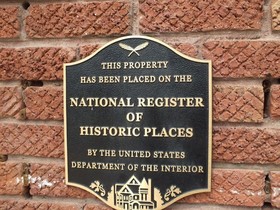 THIS PROPERTY
HAS BEEN PLACED ON THE
NATIONAL REGISTER
OF
HISTORIC PLACES
BY THE UNITED STATES
DEPARTMENT OF THE INTERIOR